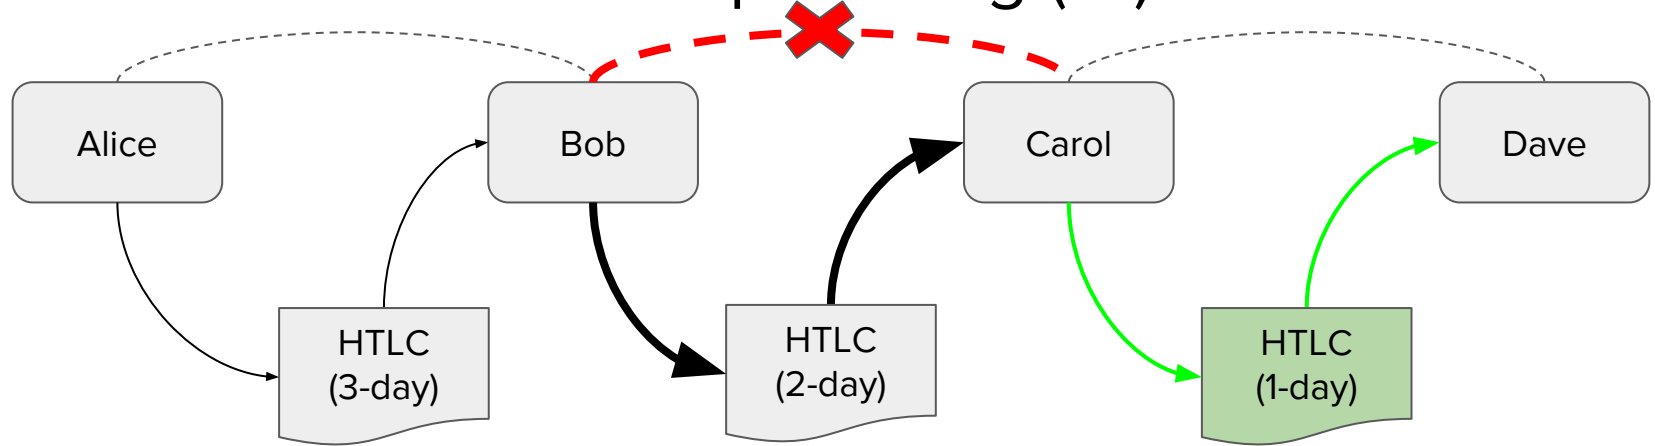 Alice
Bob
Carol
Dave
HTLC
(3-day)
HTLC
(2-day)
HTLC
(1-day)